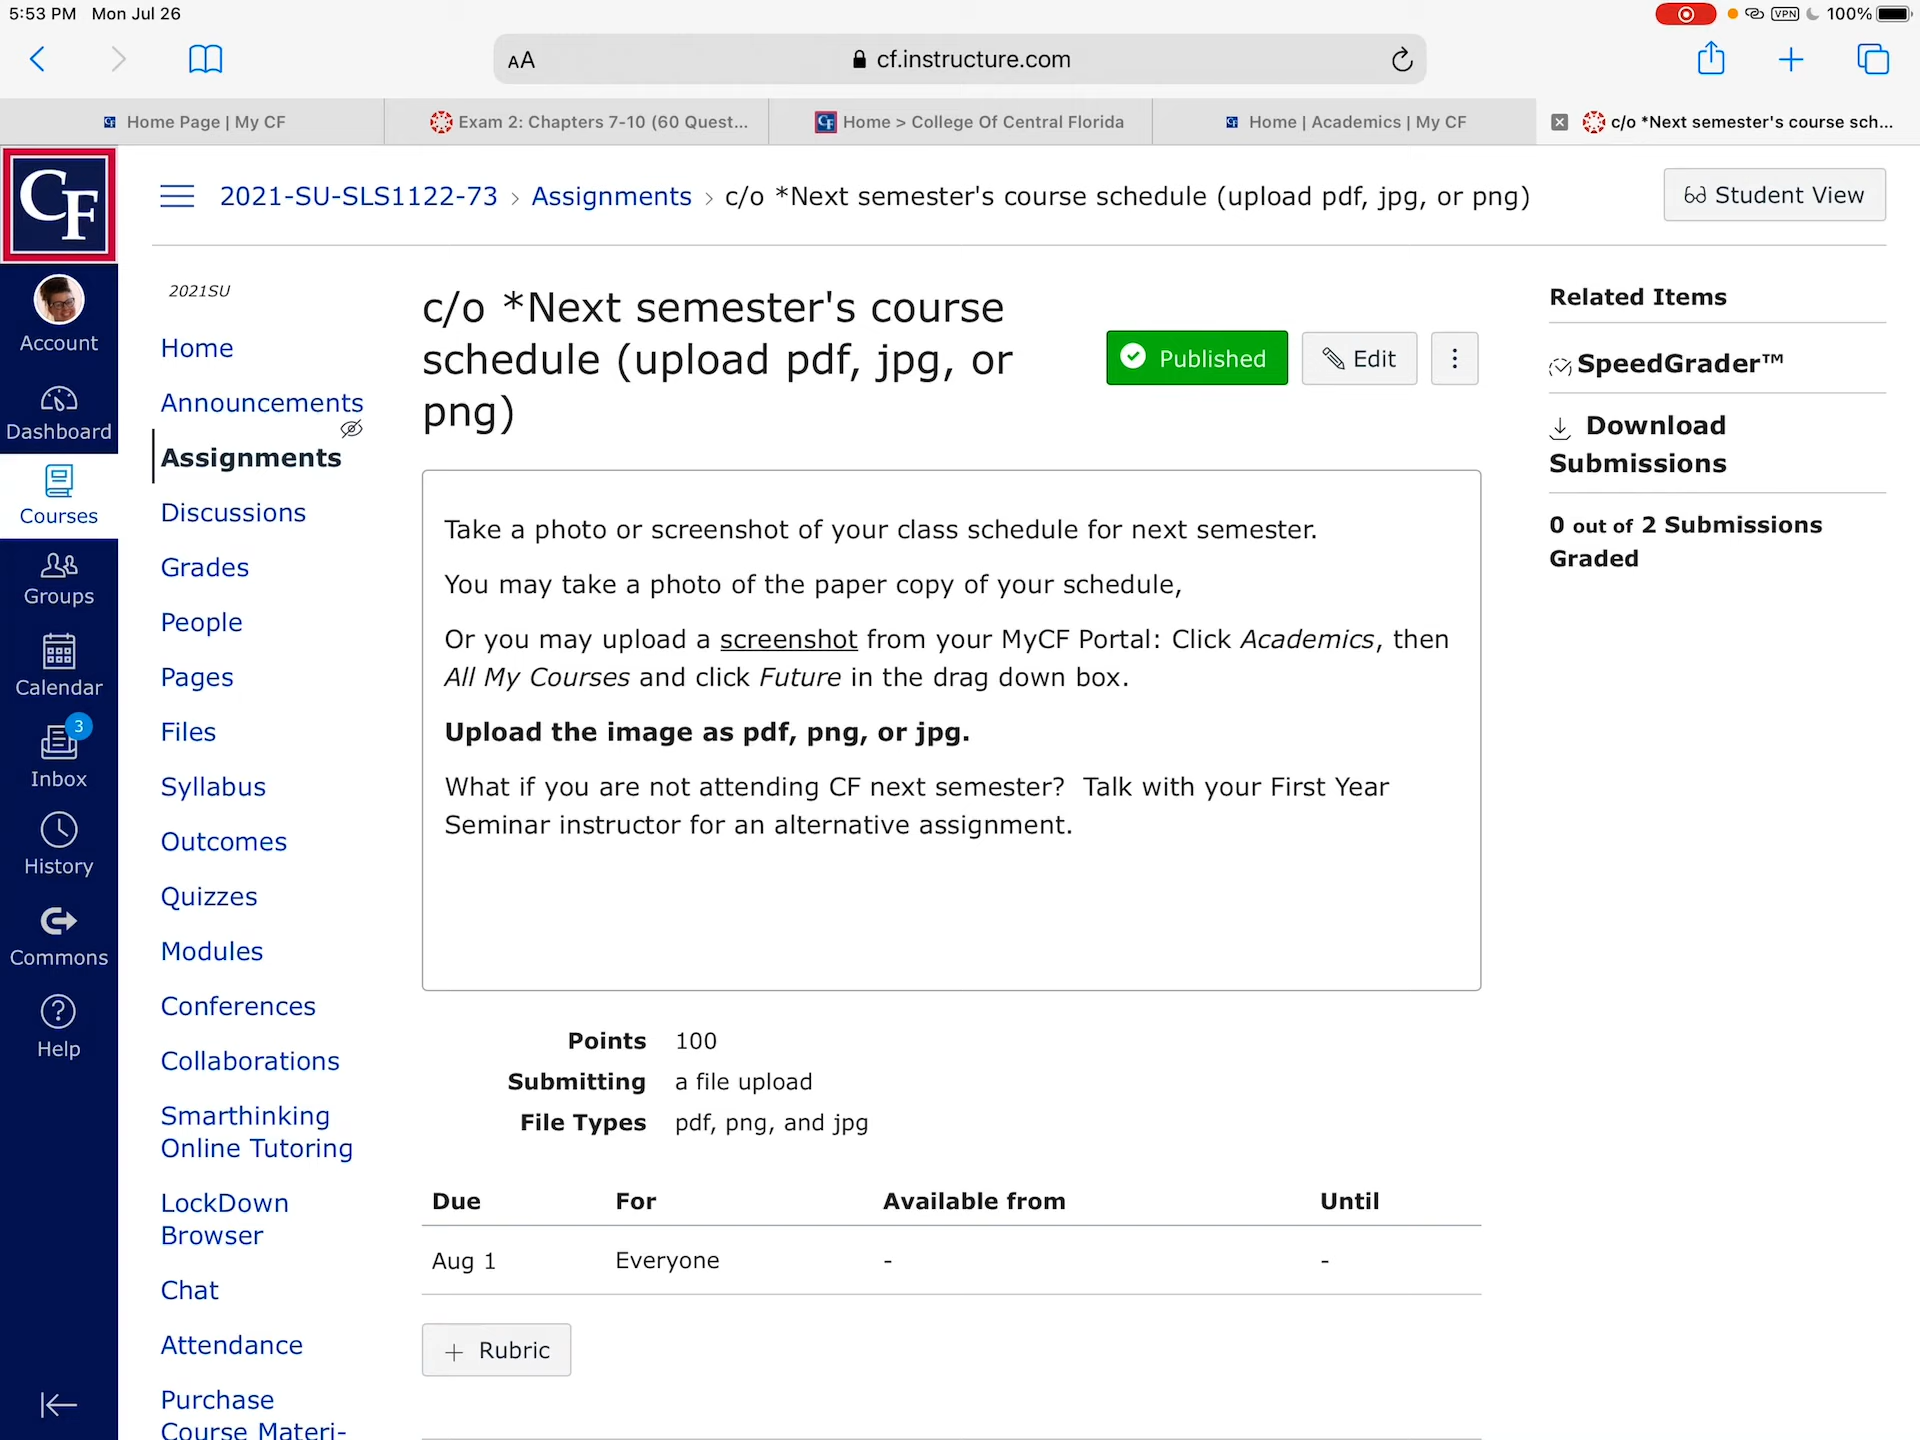 5:53 PM Mon Jul 26
VPN 100%
AA cf.instructure.com
Home Page | My CF
Exam 2: Chapters 7-10 (60 Quest...
Home > College Of Central Florida
Home | Academics | My CF
c/o *Next semester's course sch...
CF
Account
Dashboard
Courses
Groups
Calendar
3
Inbox
History
Commons
Help
2021-SU-SLS1122-73 > Assignments > c/o *Next semester's course schedule (upload pdf, jpg, or png)
Student View
2021SU
Home
Announcements
Assignments
Discussions
Grades
People
Pages
Files
Syllabus
Outcomes
Quizzes
Modules
Conferences
Collaborations
Smarthinking
Online Tutoring
LockDown
Browser
Chat
Attendance
Purchase
Course Materi-
c/o *Next semester's course
schedule (upload pdf, jpg, or
png)
Published
Edit
Take a photo or screenshot of your class schedule for next semester.
You may take a photo of the paper copy of your schedule,
Or you may upload a screenshot from your MyCF Portal: Click Academics, then
All My Courses and click Future in the drag down box.
Upload the image as pdf, png, or jpg.
What if you are not attending CF next semester?  Talk with your First Year
Seminar instructor for an alternative assignment.
Points 100
Submitting a file upload
File Types pdf, png, and jpg
Due For Available from Until
Aug 1 Everyone - -
+ Rubric
Related Items
SpeedGrader™
Download
Submissions
0 out of 2 Submissions
Graded